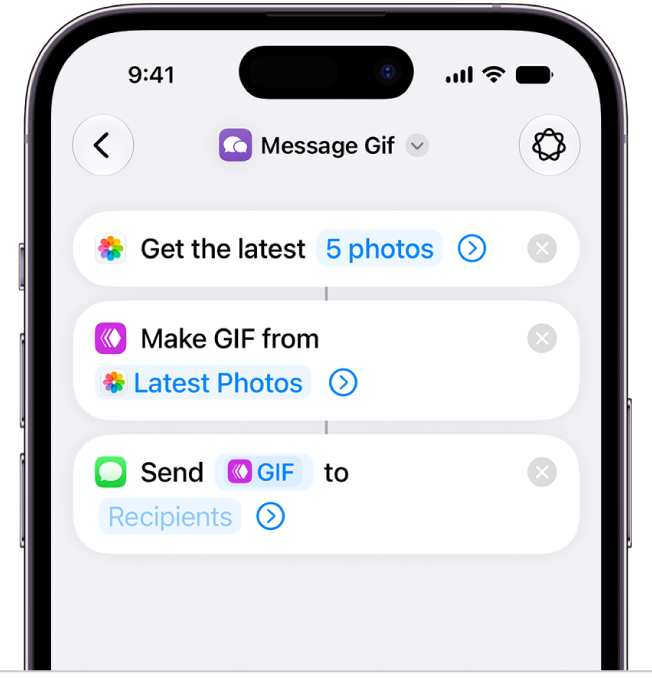 9:41
Message Gif
Get the latest 5 photos
Make GIF from
Latest Photos
Send GIF to
Recipients